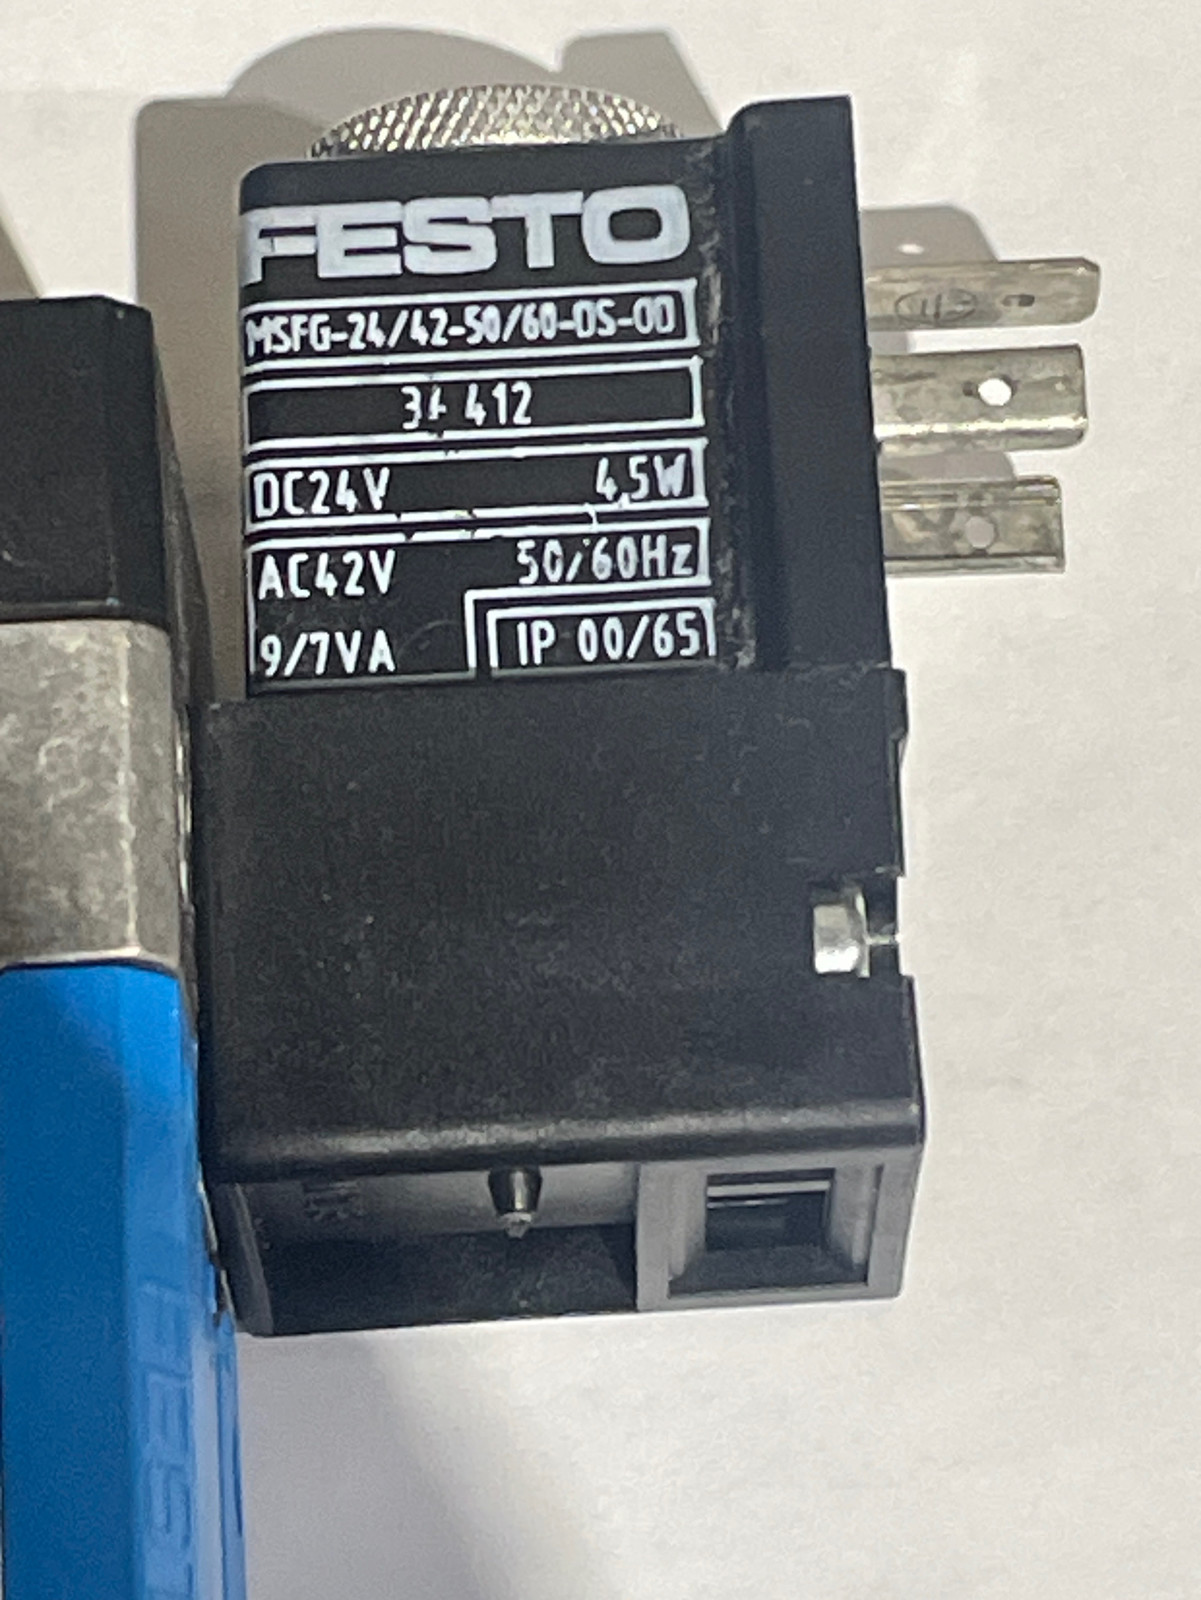 FESTO
MSFG-24/42-50/60-DS-OD
34 412
DC24V 4,5W
AC42V 50/60Hz
9/7VA IP 00/65